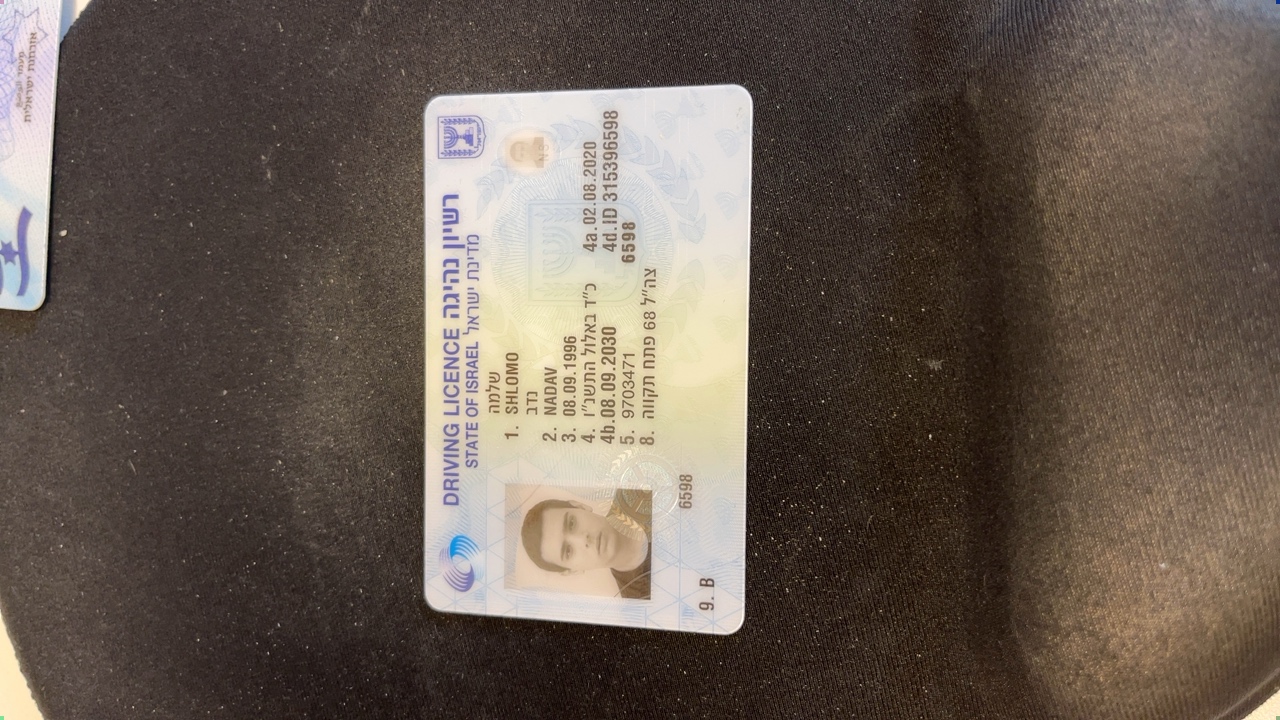 DRIVING LICENCE רשיון נהיגה
STATE OF ISRAEL מדינת ישראל
שלמה
1. SHLOMO
נדב
2. NADAV
3. 08.09.1996
4. כ״ד באלול התשנ״ו 4a.02.08.2020
4b.08.09.2030 4d.ID 315396598
5. 9703471 6598
8. צה״ל 68 פתח תקווה
6598
9. B
אזרחות ישראלית